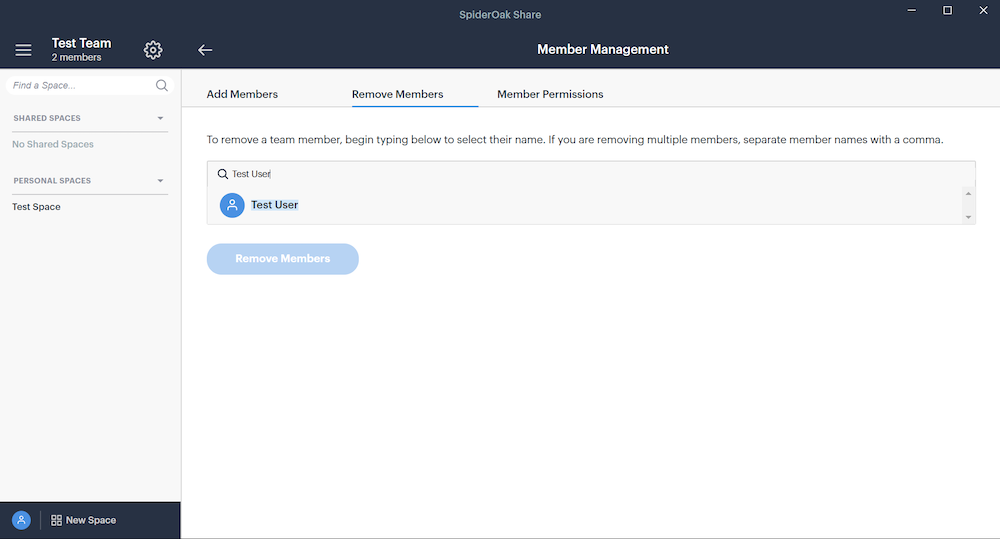 SpiderOak Share
Test Team
2 members
Member Management
Find a Space...
SHARED SPACES
No Shared Spaces
PERSONAL SPACES
Test Space
Add Members
Remove Members
Member Permissions
To remove a team member, begin typing below to select their name. If you are removing multiple members, separate member names with a comma.
Test User
Test User
Remove Members
New Space